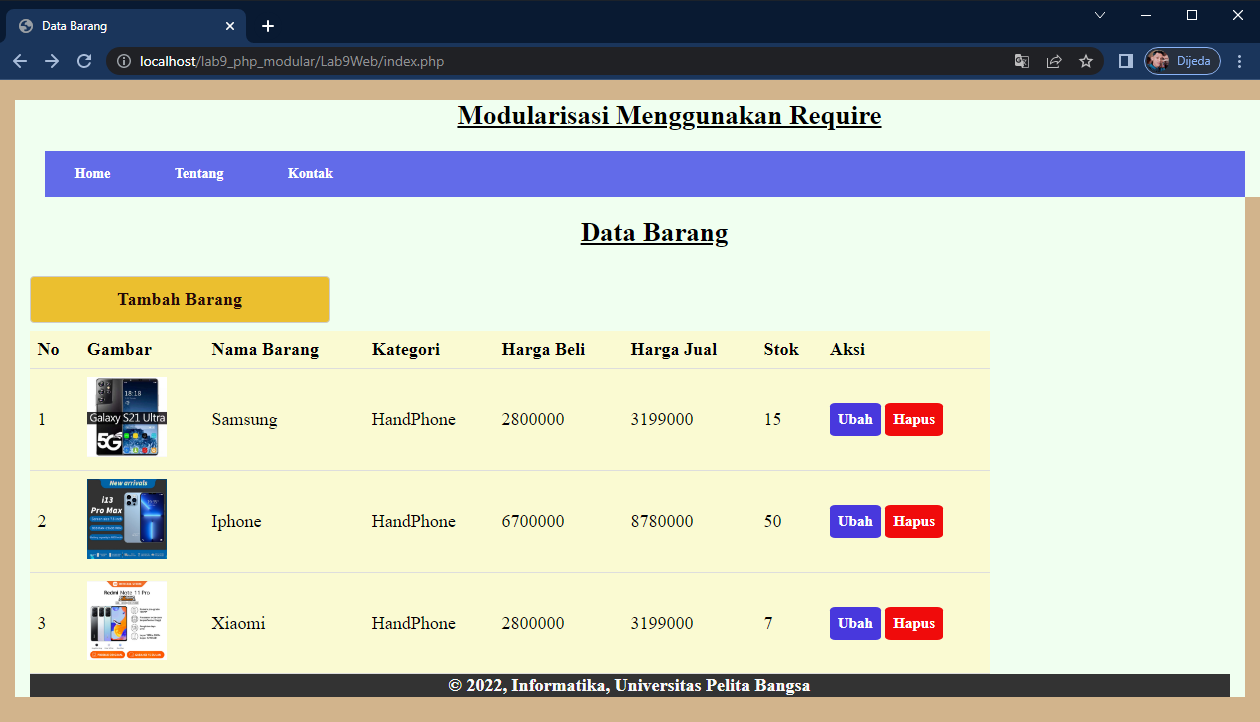 Data Barang
localhost/lab9_php_modular/Lab9Web/index.php
Dijeda
Modularisasi Menggunakan Require
Home Tentang Kontak
Data Barang
Tambah Barang
No Gambar Nama Barang Kategori Harga Beli Harga Jual Stok Aksi
18:18
Galaxy S21 Ultra
5G
1 Samsung HandPhone 2800000 3199000 15 Ubah Hapus
New arrivals
i13
Pro Max
2 Iphone HandPhone 6700000 8780000 50 Ubah Hapus
Redmi Note 11 Pro
3 Xiaomi HandPhone 2800000 3199000 7 Ubah Hapus
© 2022, Informatika, Universitas Pelita Bangsa